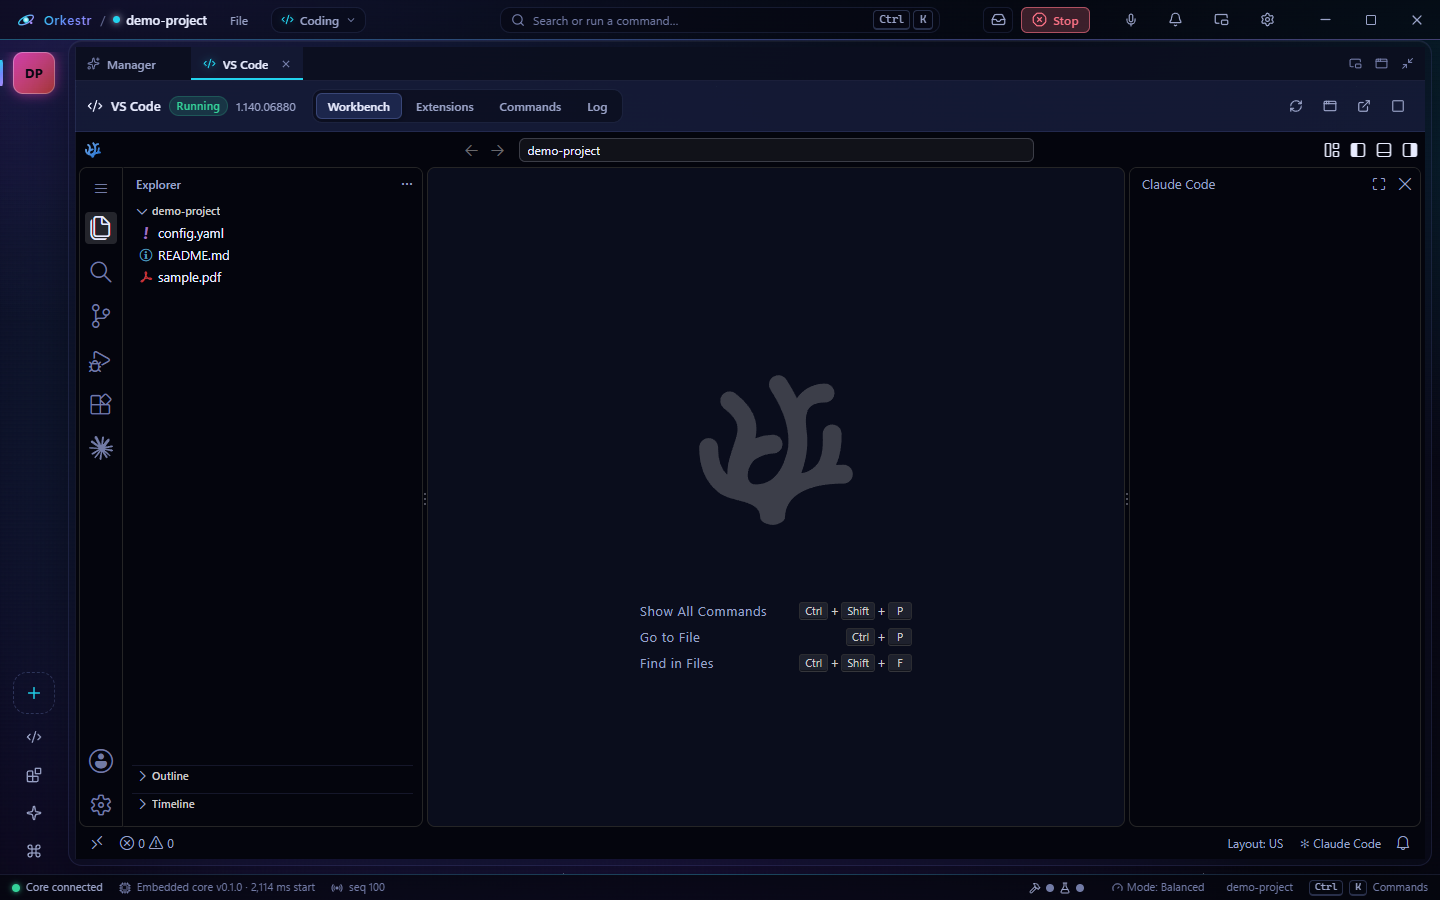 Orkestr / demo-project File Coding Search or run a command... Ctrl K Stop
DP
Manager VS Code
VS Code Running 1.140.06880 Workbench Extensions Commands Log
demo-project
Explorer
demo-project
config.yaml
README.md
sample.pdf
Outline
Timeline
Show All Commands Ctrl + Shift + P
Go to File Ctrl + P
Find in Files Ctrl + Shift + F
Claude Code
0 0 Layout: US Claude Code
Core connected Embedded core v0.1.0 · 2,114 ms start seq 100 Mode: Balanced demo-project Ctrl K Commands